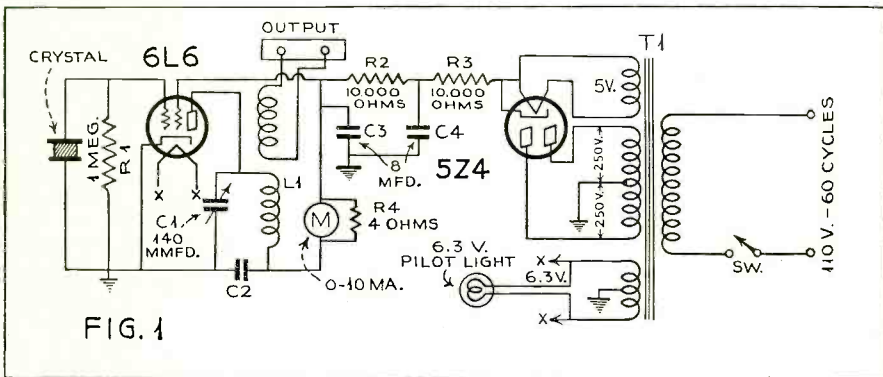 OUTPUT
T1
CRYSTAL
6L6
R2
10,000
OHMS
R3
10,000
OHMS
5V.
1 MEG.
R1
C3
C4
8
MFD.
5Z4
250 V.
250 V.
110 V. - 60 CYCLES
X X
C1
140
MMFD.
L1
M
R4
4 OHMS
6.3 V.
PILOT LIGHT
X
6.3V.
X
SW.
C2
0-10 MA.
FIG. 1